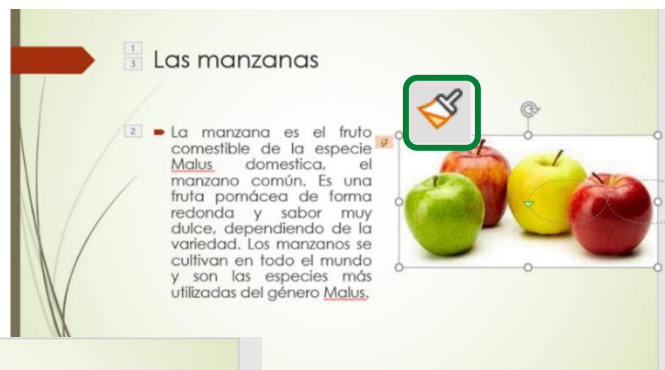 1
3
Las manzanas
2
La manzana es el fruto
comestible de la especie
Malus domestica, el
manzano común. Es una
fruta pomácea de forma
redonda y sabor muy
dulce, dependiendo de la
variedad. Los manzanos se
cultivan en todo el mundo
y son las especies más
utilizadas del género Malus.